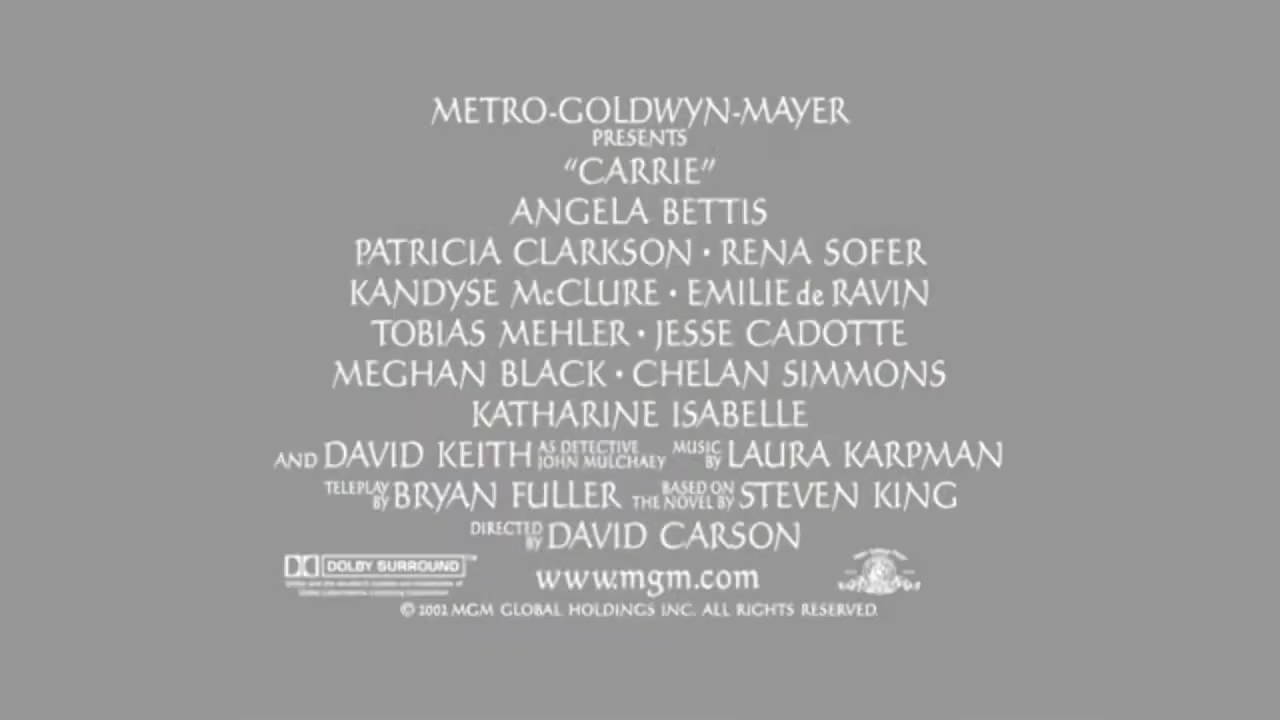 METRO-GOLDWYN-MAYER
PRESENTS
"CARRIE"
ANGELA BETTIS
PATRICIA CLARKSON • RENA SOFER
KANDYSE McCLURE • EMILIE de RAVIN
TOBIAS MEHLER • JESSE CADOTTE
MEGHAN BLACK • CHELAN SIMMONS
KATHARINE ISABELLE
AND DAVID KEITH AS DETECTIVE JOHN MULCHAEY MUSIC BY LAURA KARPMAN
TELEPLAY BY BRYAN FULLER BASED ON THE NOVEL BY STEVEN KING
DIRECTED BY DAVID CARSON
DOLBY SURROUND
www.mgm.com
© 2002 MGM GLOBAL HOLDINGS INC. ALL RIGHTS RESERVED.